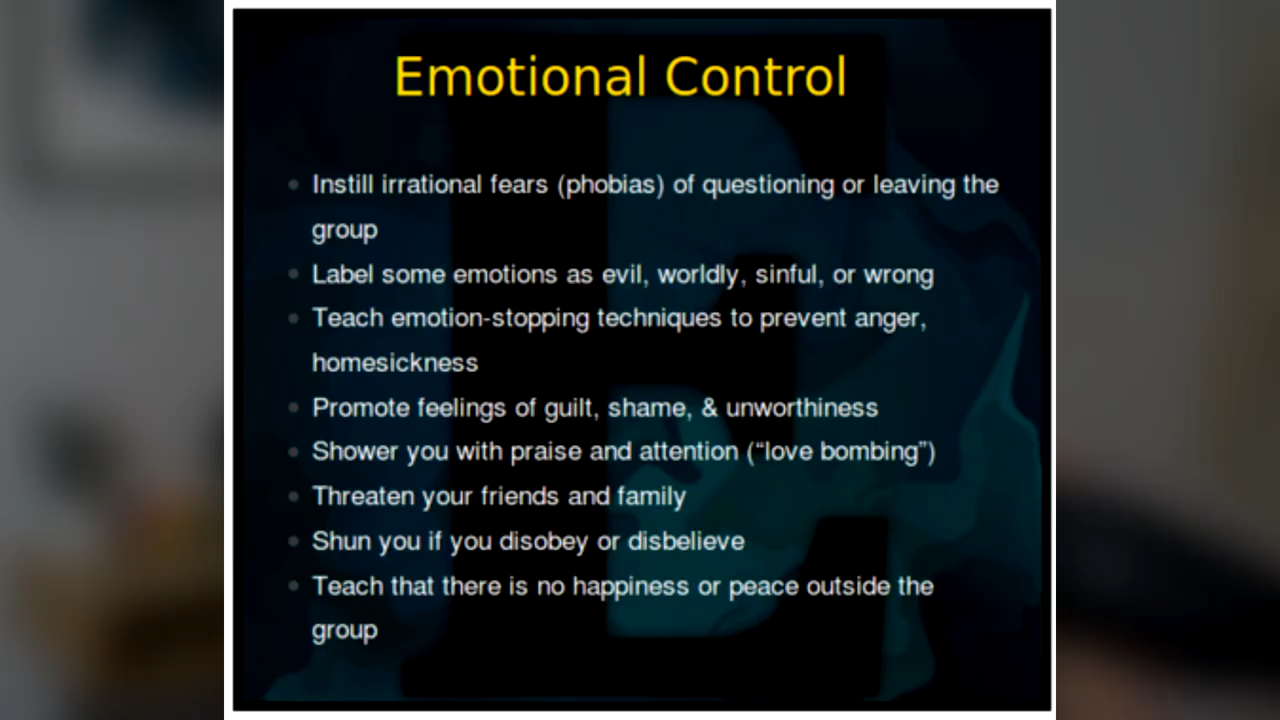 Emotional Control
• Instill irrational fears (phobias) of questioning or leaving the
group
• Label some emotions as evil, worldly, sinful, or wrong
• Teach emotion-stopping techniques to prevent anger,
homesickness
• Promote feelings of guilt, shame, & unworthiness
• Shower you with praise and attention (“love bombing”)
• Threaten your friends and family
• Shun you if you disobey or disbelieve
• Teach that there is no happiness or peace outside the
group